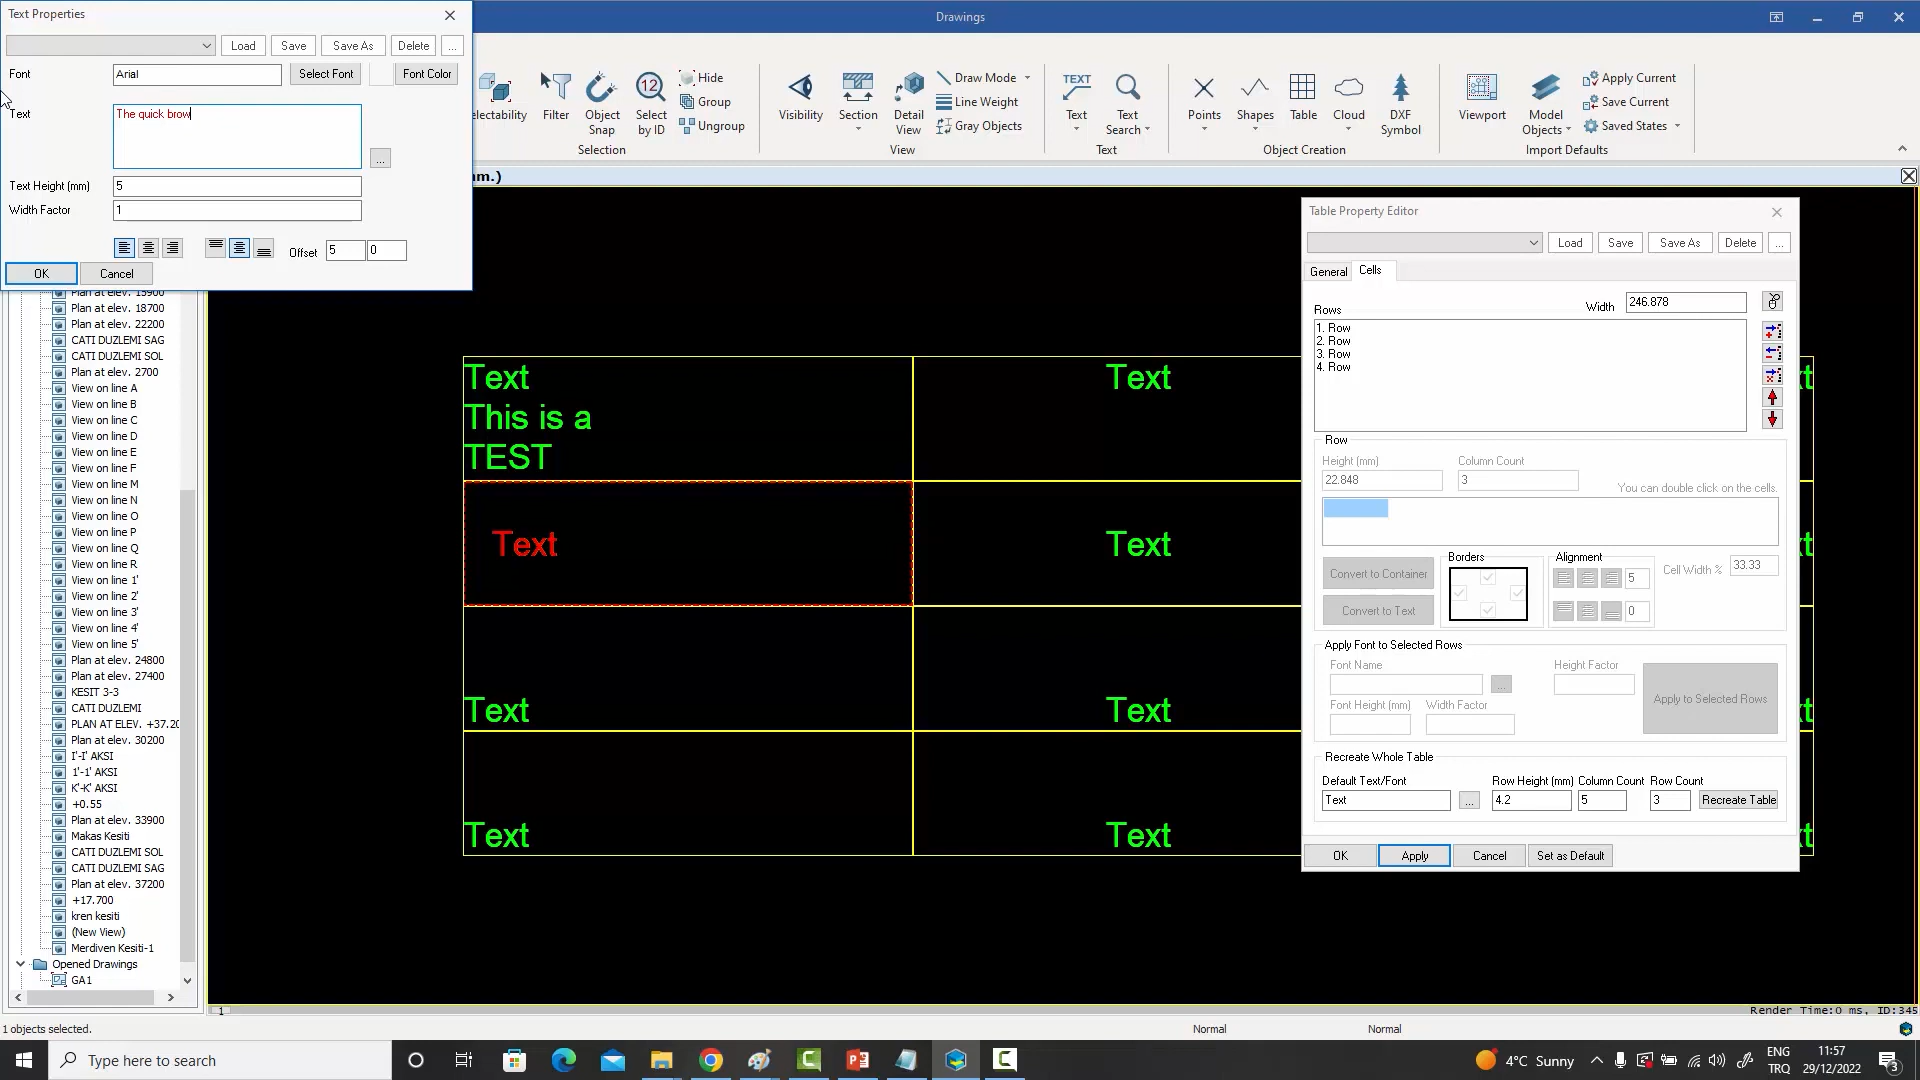 Text Properties
Drawings
Load
Save
Save As
Delete
...
Font
Arial
Select Font
Font Color
Text
The quick brow
...
Text Height (mm)
5
Width Factor
1
Offset
5
0
OK
Cancel
electability
Filter
Object Snap
12
Select by ID
Hide
Group
Ungroup
Selection
Visibility
Section
Detail View
Draw Mode
Line Weight
Gray Objects
View
TEXT
Text
Text Search
Text
Points
Shapes
Table
Cloud
DXF Symbol
Object Creation
Viewport
Model Objects
Apply Current
Save Current
Saved States
Import Defaults
m.)
Plan at elev. 15900
Plan at elev. 18700
Plan at elev. 22200
CATI DUZLEMI SAG
CATI DUZLEMI SOL
Plan at elev. 2700
View on line A
View on line B
View on line C
View on line D
View on line E
View on line F
View on line M
View on line N
View on line O
View on line P
View on line Q
View on line R
View on line 1'
View on line 2'
View on line 3'
View on line 4'
View on line 5'
Plan at elev. 24800
Plan at elev. 27400
KESIT 3-3
CATI DUZLEMI
PLAN AT ELEV. +37.20
Plan at elev. 30200
I'-I' AKSI
1'-1' AKSI
K'-K' AKSI
+0.55
Plan at elev. 33900
Makas Kesiti
CATI DUZLEMI SOL
CATI DUZLEMI SAG
Plan at elev. 37200
+17.700
kren kesiti
(New View)
Merdiven Kesiti-1
Opened Drawings
GA1
Text
This is a
TEST
Text
xt
Text
Text
xt
Text
Text
xt
Text
Text
xt
Table Property Editor
Load
Save
Save As
Delete
...
General
Cells
Rows
Width
246.878
1. Row
2. Row
3. Row
4. Row
Row
Height (mm)
Column Count
22.848
3
You can double click on the cells.
Convert to Container
Convert to Text
Borders
Alignment
5
0
Cell Width %
33.33
Apply Font to Selected Rows
Font Name
Height Factor
...
Font Height (mm)
Width Factor
Apply to Selected Rows
Recreate Whole Table
Default Text/Font
Row Height (mm)
Column Count
Row Count
Text
...
4.2
5
3
Recreate Table
OK
Apply
Cancel
Set as Default
1
Render Time:0 ms, ID:345
1 objects selected.
Normal
Normal
Type here to search
4°C Sunny
ENG
TRQ
11:57
29/12/2022
3